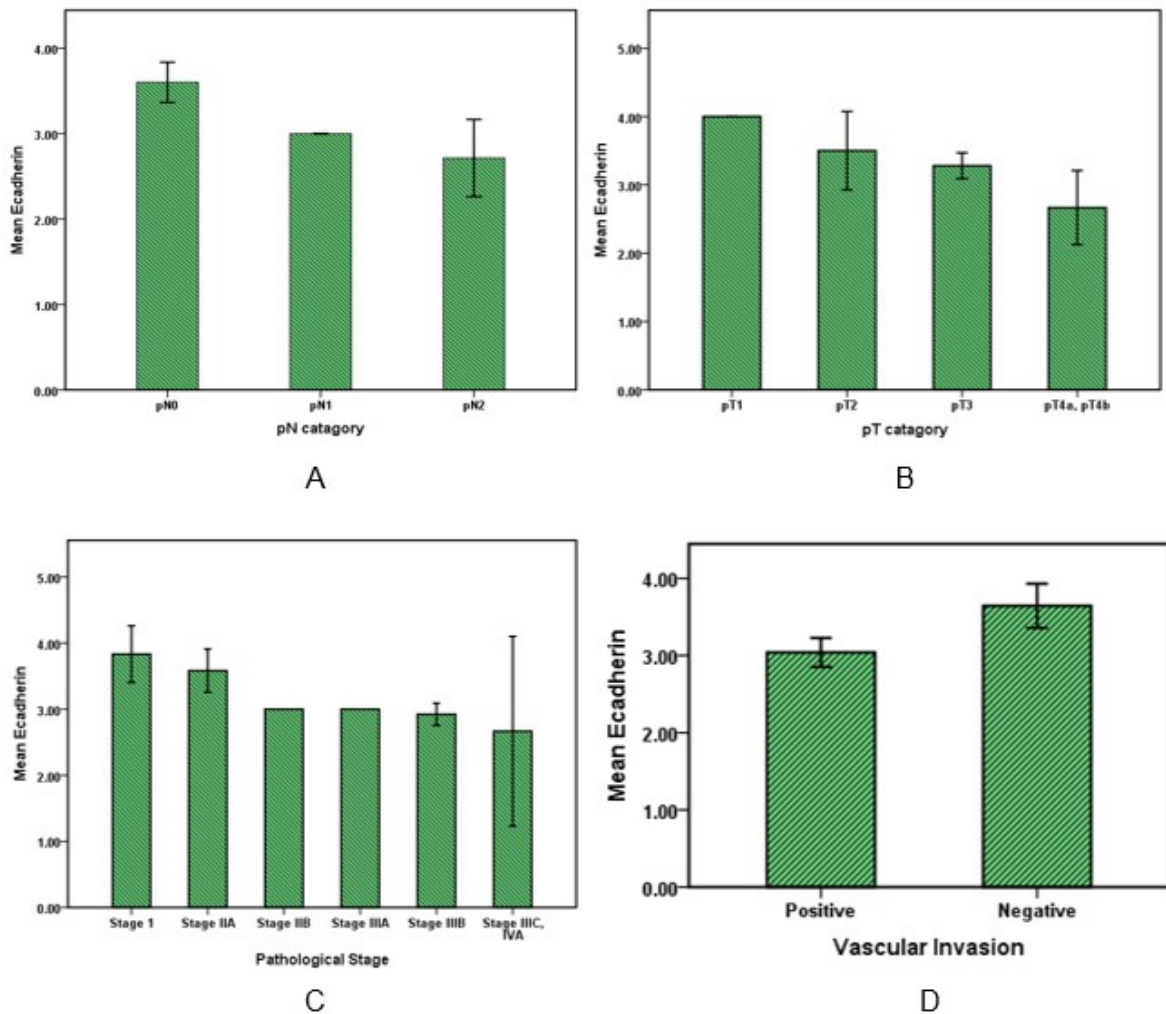 4.00
3.00
2.00
1.00
0.00
Mean Ecadherin
pN0 pN1 pN2
pN catagory
A
5.00
4.00
3.00
2.00
1.00
0.00
Mean Ecadherin
pT1 pT2 pT3 pT4a, pT4b
pT catagory
B
5.00
4.00
3.00
2.00
1.00
0.00
Mean Ecadherin
Stage 1 Stage IIA Stage IIB Stage IIIA Stage IIIB Stage IIIC,
IVA
Pathological Stage
C
4.00
3.00
2.00
1.00
0.00
Mean Ecadherin
Positive Negative
Vascular Invasion
D